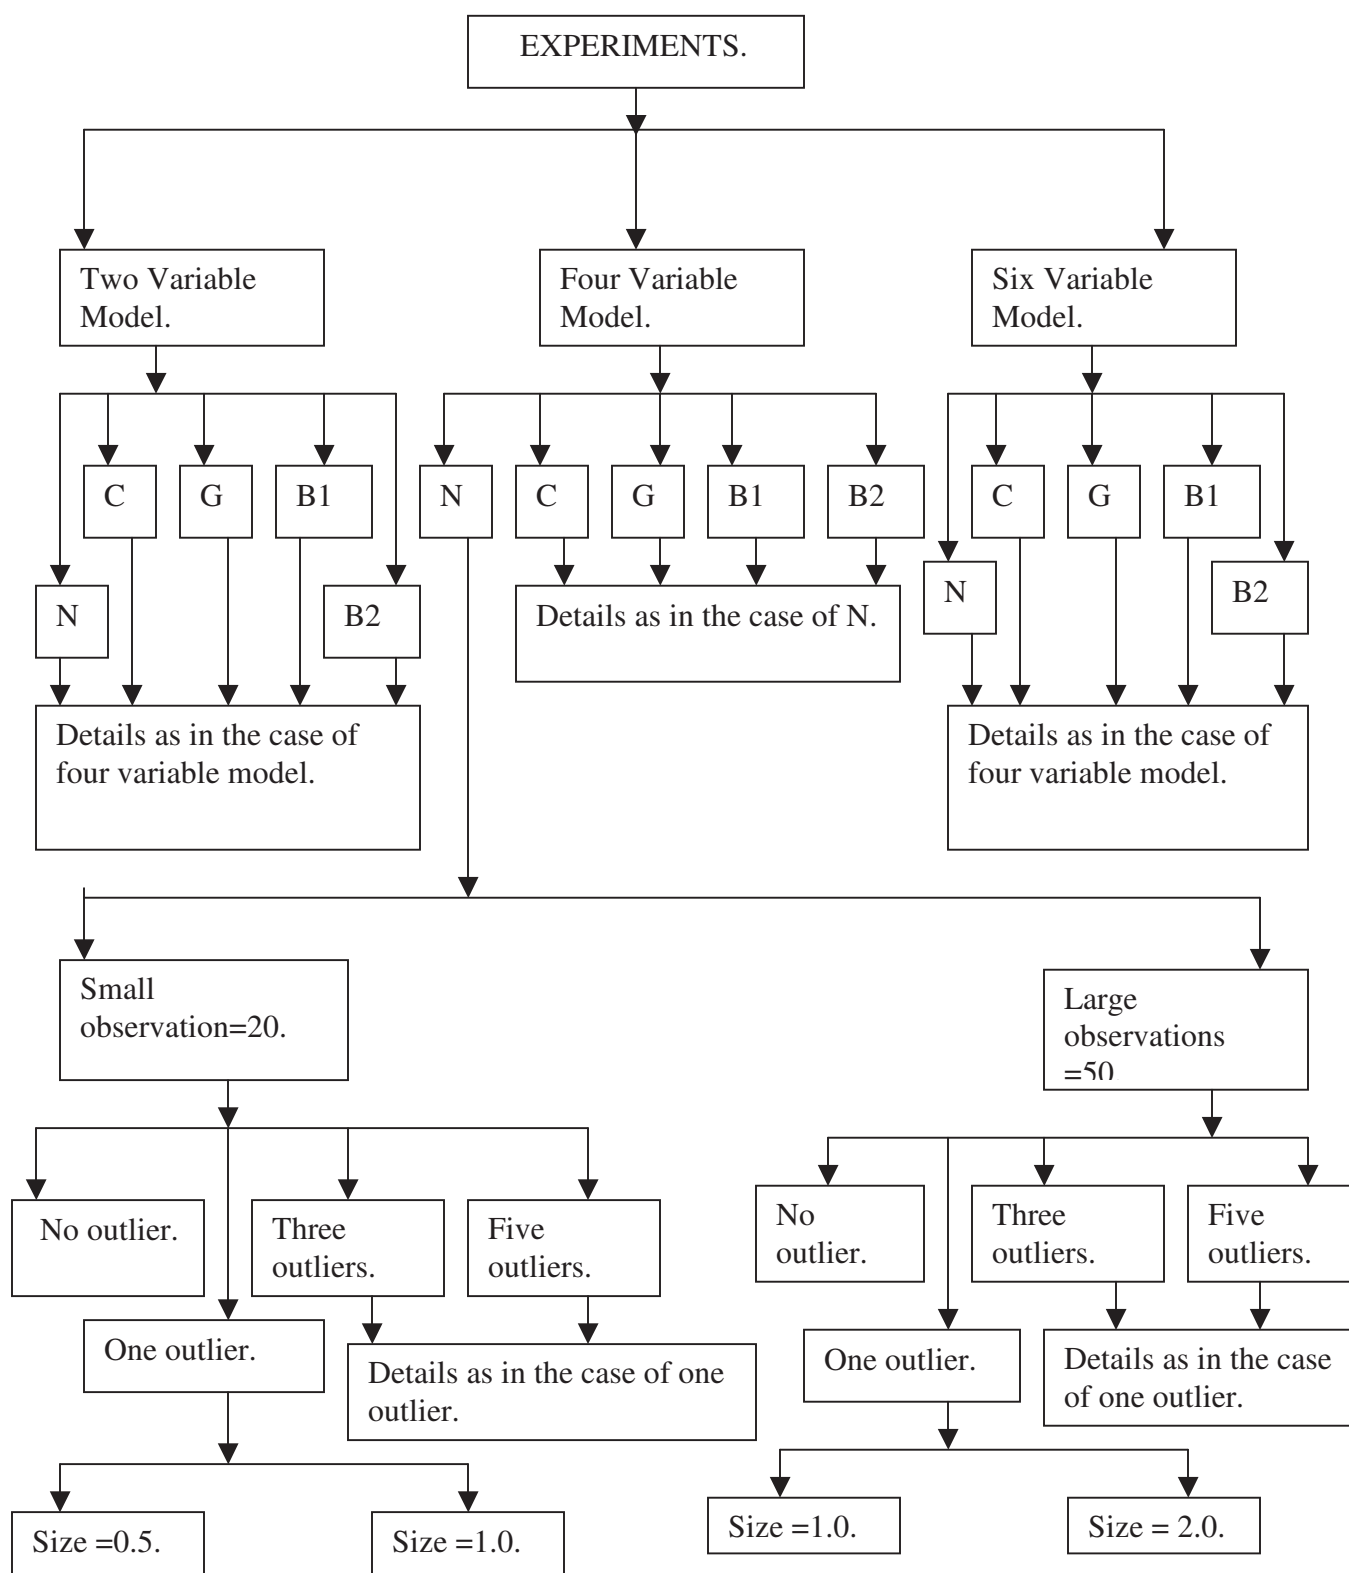 EXPERIMENTS.
Two Variable
Model.
Four Variable
Model.
Six Variable
Model.
C
G
B1
N
B2
N
C
G
B1
B2
C
G
B1
N
B2
Details as in the case of
four variable model.
Details as in the case of N.
Details as in the case of
four variable model.
Small
observation=20.
Large
observations
=50
No outlier.
Three
outliers.
Five
outliers.
One outlier.
Details as in the case of one
outlier.
No
outlier.
Three
outliers.
Five
outliers.
One outlier.
Details as in the case
of one outlier.
Size =0.5.
Size =1.0.
Size =1.0.
Size = 2.0.